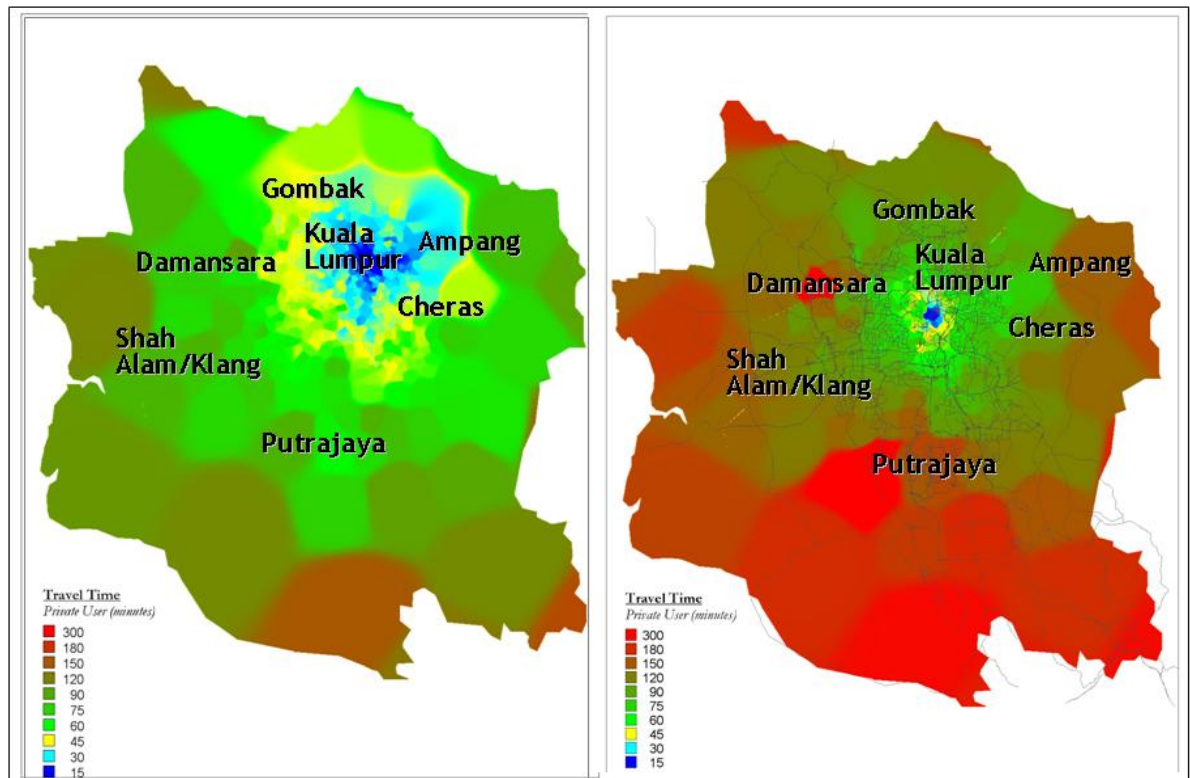 Gombak
Kuala
Lumpur
Ampang
Damansara
Cheras
Shah
Alam/Klang
Putrajaya
Travel Time
Private User (minutes)
300
180
150
120
90
75
60
45
30
15
Gombak
Kuala
Lumpur
Ampang
Damansara
Cheras
Shah
Alam/Klang
Putrajaya
Travel Time
Private User (minutes)
300
180
150
120
90
75
60
45
30
15